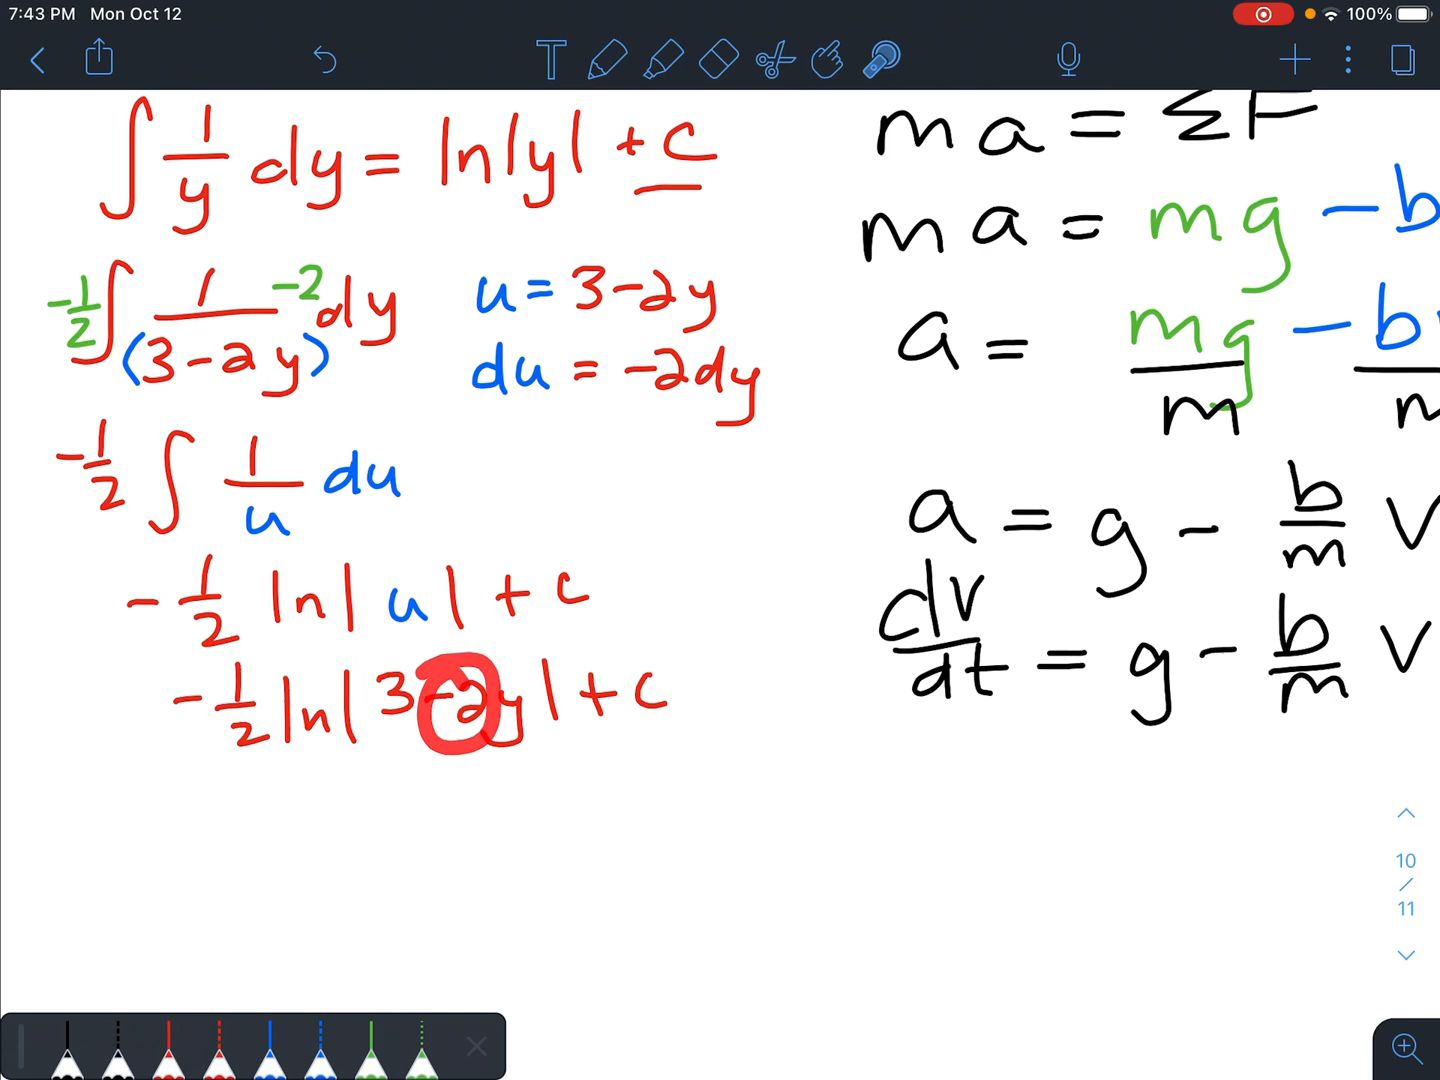 7:43 PM Mon Oct 12
100%
T
∫ 1/y dy = ln|y| + c
-1/2 ∫ 1/(3-2y) -2 dy
u = 3-2y
du = -2dy
-1/2 ∫ 1/u du
-1/2 ln|u| + c
-1/2 ln|3-2y| + c
ma = ΣF
ma = mg - b
a = mg/m - b
a = g - b/m v
dv/dt = g - b/m v
10
/
11